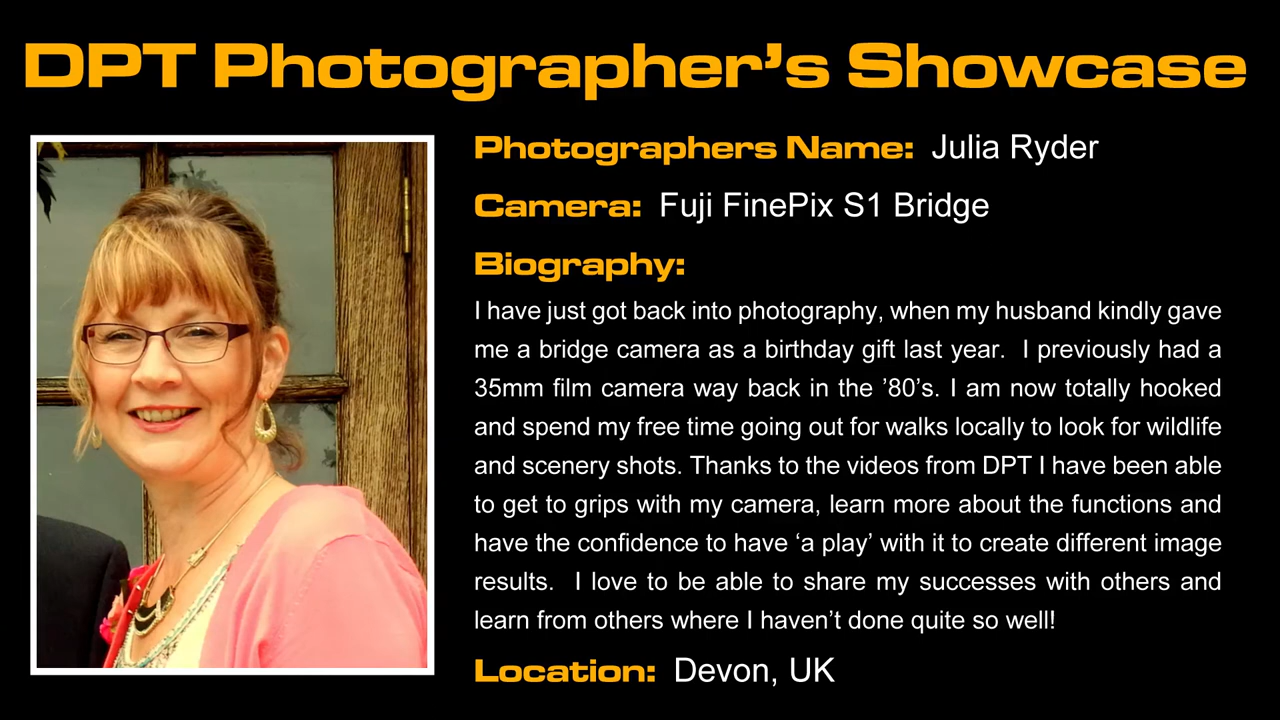 DPT Photographer’s Showcase
Photographers Name: Julia Ryder
Camera: Fuji FinePix S1 Bridge
Biography:
I have just got back into photography, when my husband kindly gave
me a bridge camera as a birthday gift last year.  I previously had a
35mm film camera way back in the ’80’s. I am now totally hooked
and spend my free time going out for walks locally to look for wildlife
and scenery shots. Thanks to the videos from DPT I have been able
to get to grips with my camera, learn more about the functions and
have the confidence to have ‘a play’ with it to create different image
results.  I love to be able to share my successes with others and
learn from others where I haven’t done quite so well!
Location: Devon, UK